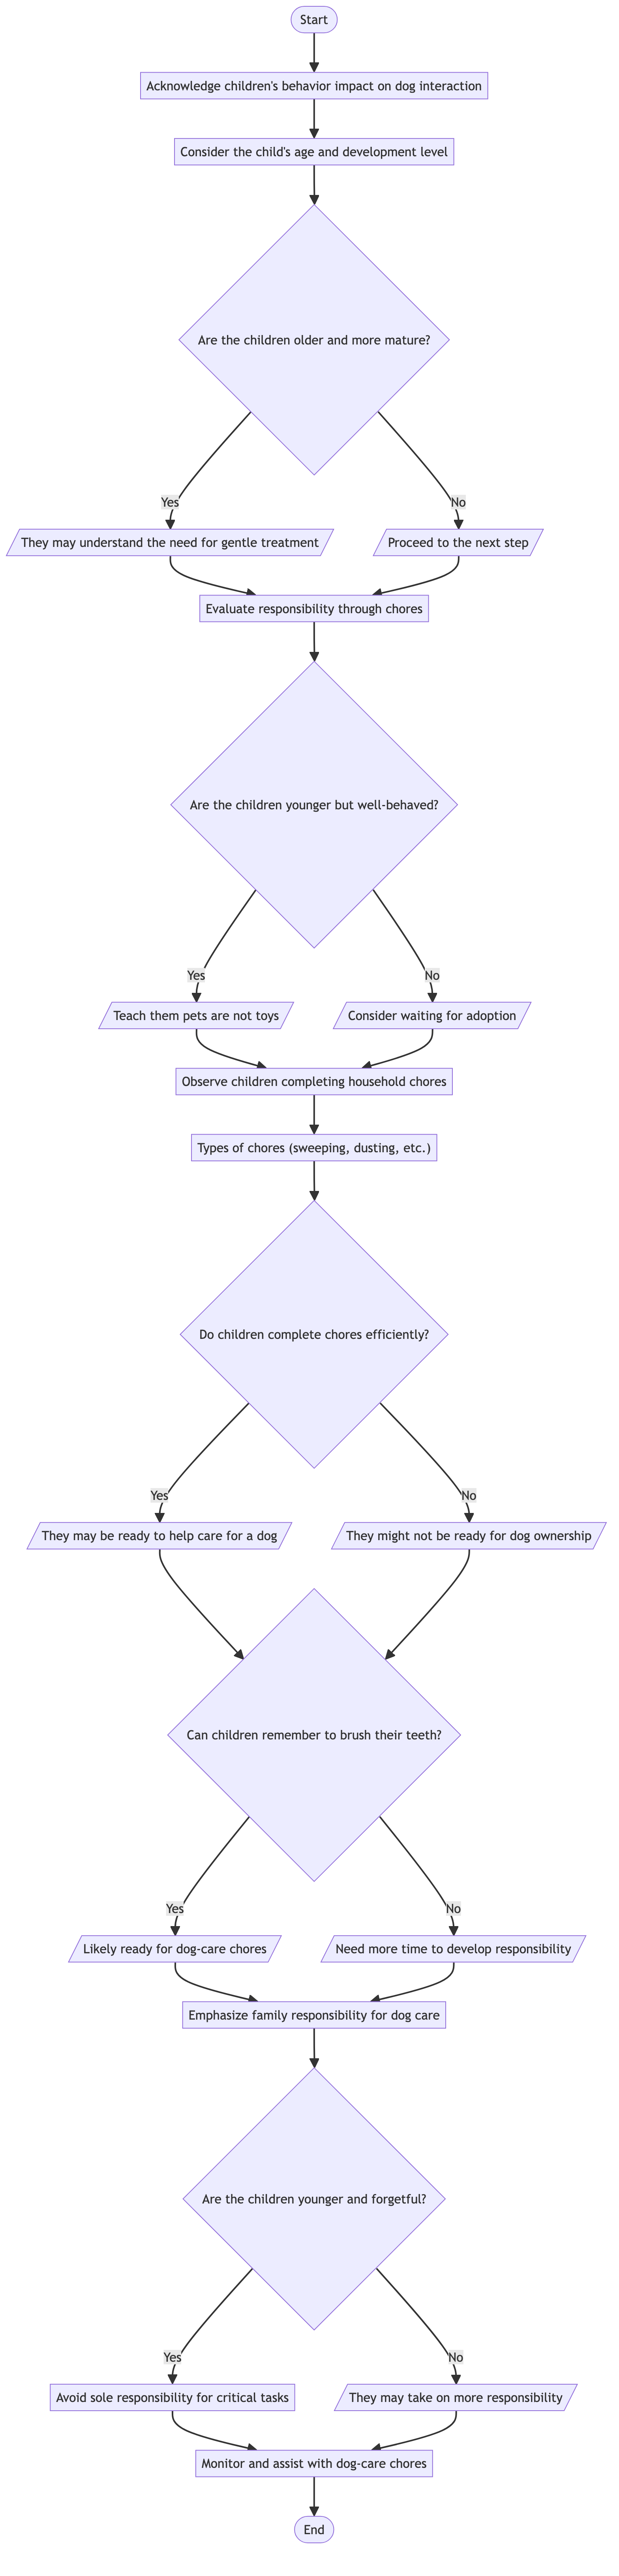 Start
Acknowledge children's behavior impact on dog interaction
Consider the child's age and development level
Are the children older and more mature?
Yes
No
They may understand the need for gentle treatment
Proceed to the next step
Evaluate responsibility through chores
Are the children younger but well-behaved?
Yes
No
Teach them pets are not toys
Consider waiting for adoption
Observe children completing household chores
Types of chores (sweeping, dusting, etc.)
Do children complete chores efficiently?
Yes
No
They may be ready to help care for a dog
They might not be ready for dog ownership
Can children remember to brush their teeth?
Yes
No
Likely ready for dog-care chores
Need more time to develop responsibility
Emphasize family responsibility for dog care
Are the children younger and forgetful?
Yes
No
Avoid sole responsibility for critical tasks
They may take on more responsibility
Monitor and assist with dog-care chores
End